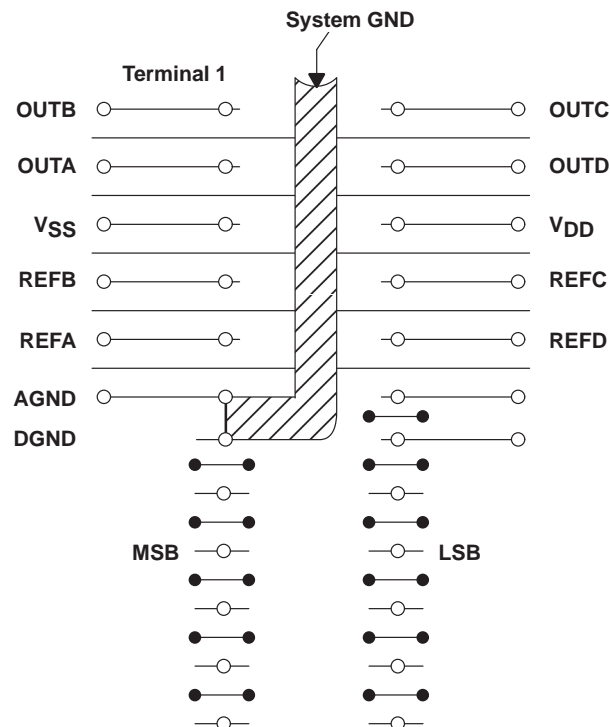 System GND
Terminal 1
OUTB
OUTC
OUTA
OUTD
VSS
VDD
REFB
REFC
REFA
REFD
AGND
DGND
MSB
LSB